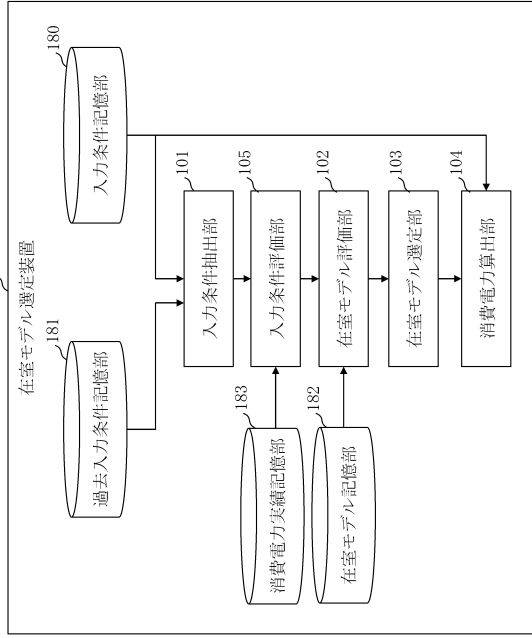 在室モデル選定装置
181
過去入力条件記憶部
180
入力条件記憶部
101
入力条件抽出部
183
消費電力実績記憶部
105
入力条件評価部
182
在室モデル記憶部
102
在室モデル評価部
103
在室モデル選定部
104
消費電力算出部